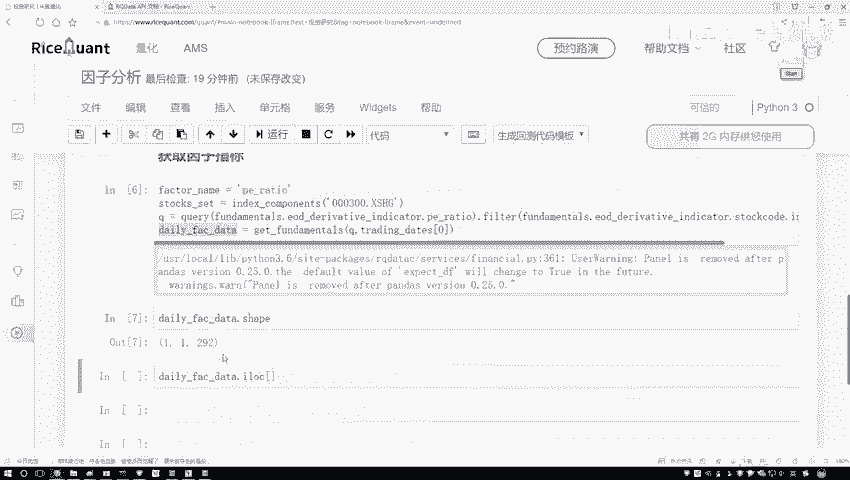 RQData API
https://www.ricequant.com/quant
RiceQuant 量化 AMS 预约路演 帮助文档 社区
因子分析 最后检查: 19 分钟前 (未保存改变)
文件 编辑 查看 插入 单元格 服务 Widgets 帮助 可信的 Python 3
运行 代码 生成回测代码模板 共有 2G 内存供您使用
获取因子指标
In [6]: factor_name = 'pe_ratio'
stocks_set = index_components('000300.XSHG')
q = query(fundamentals.eod_derivative_indicator.pe_ratio).filter(fundamentals.eod_derivative_indicator.stockcode.in
daily_fac_data = get_fundamentals(q,trading_dates[0])
/usr/local/lib/python3.6/site-packages/rqdatac/services/financial.py:361: UserWarning: Panel is removed after p
andas version 0.25.0.the default value of 'expect_df' will change to True in the future.
warnings.warn("Panel is removed after pandas version 0.25.0."
In [7]: daily_fac_data.shape
Out[7]: (1, 1, 292)
In [ ]: daily_fac_data.iloc[]
In [ ]:
In [ ]: